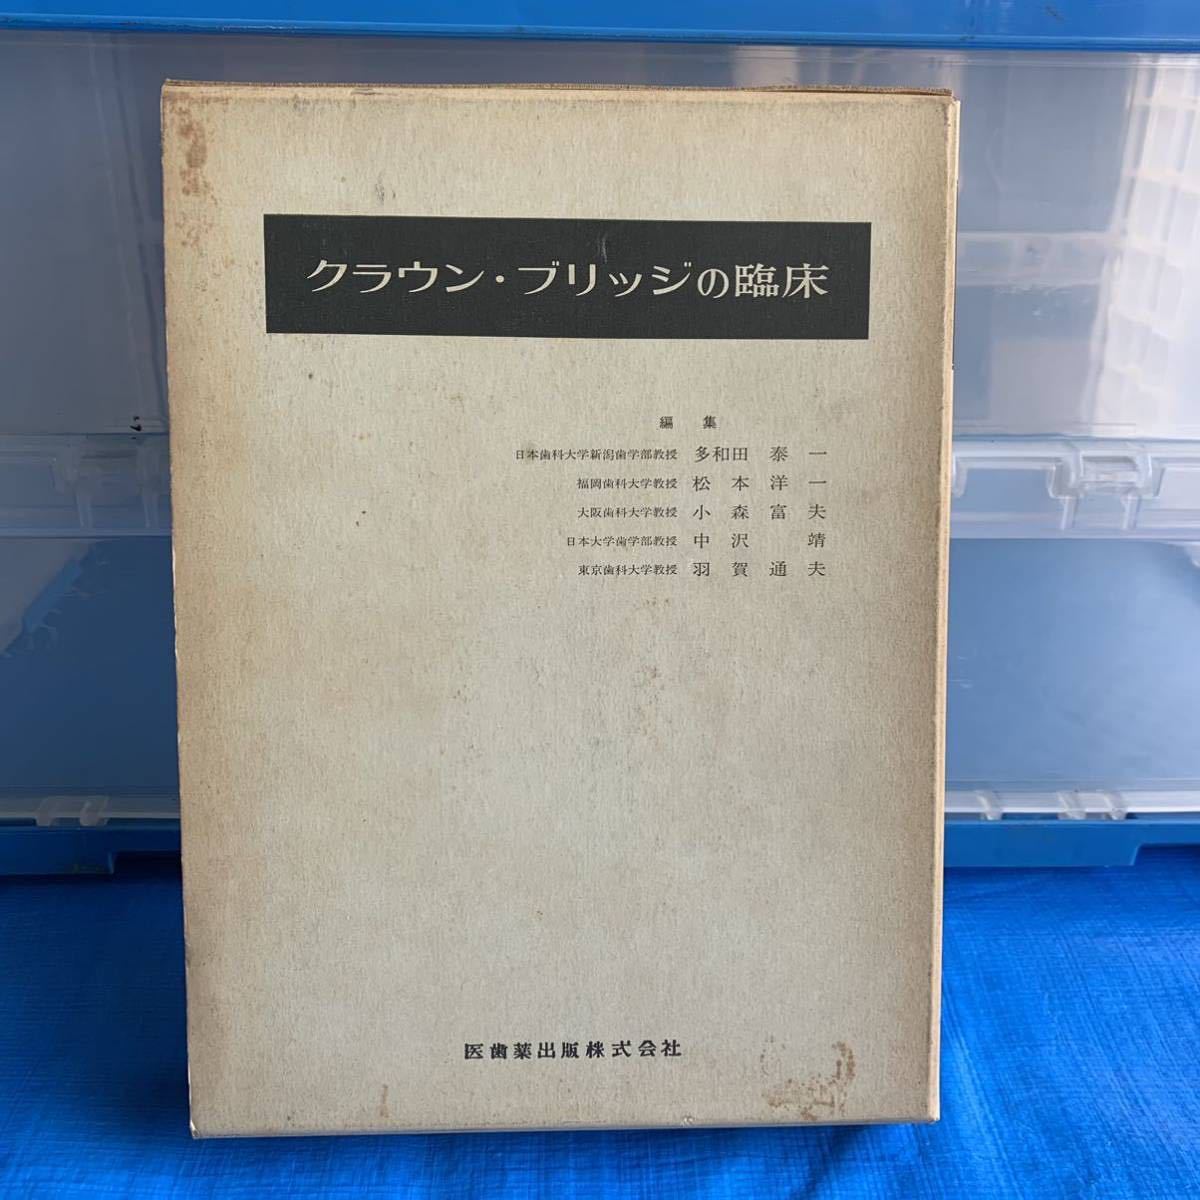 クラウン・ブリッジの臨床
編集
日本歯科大学新潟歯学部教授 多和田泰一
福岡歯科大学教授 松本洋一
大阪歯科大学教授 小森富夫
日本大学歯学部教授 中沢靖
東京歯科大学教授 羽賀通夫
医歯薬出版株式会社